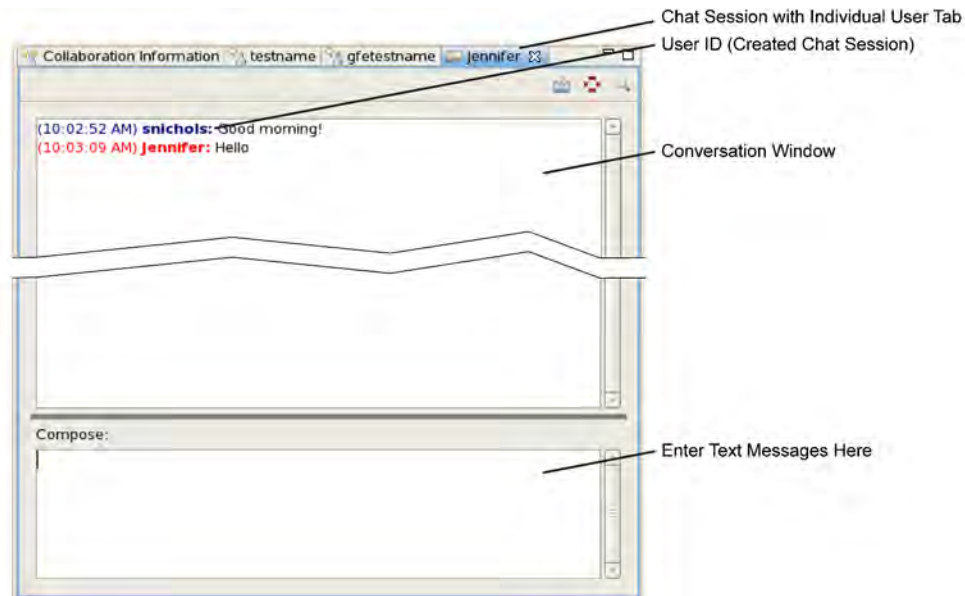 Chat Session with Individual User Tab
User ID (Created Chat Session)
Collaboration Information testname gfetestname Jennifer
(10:02:52 AM) snichols: Good morning!
(10:03:09 AM) Jennifer: Hello
Conversation Window
Compose:
Enter Text Messages Here